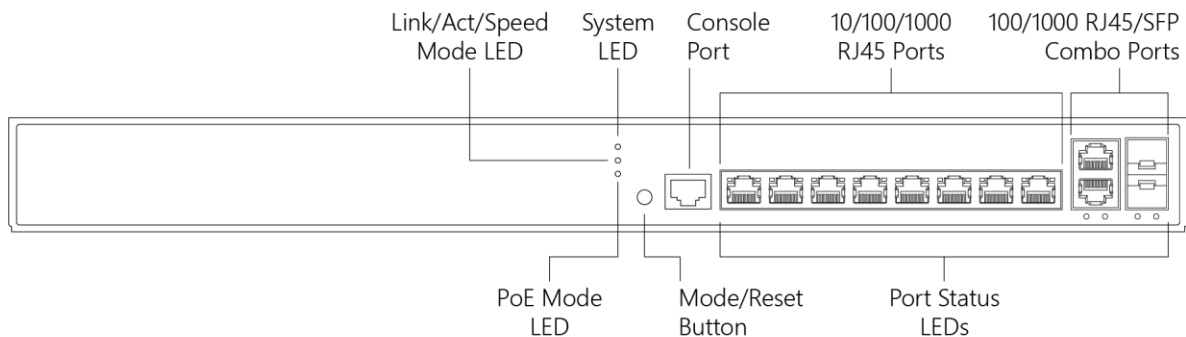 Link/Act/Speed
Mode LED
System
LED
Console
Port
10/100/1000
RJ45 Ports
100/1000 RJ45/SFP
Combo Ports
PoE Mode
LED
Mode/Reset
Button
Port Status
LEDs